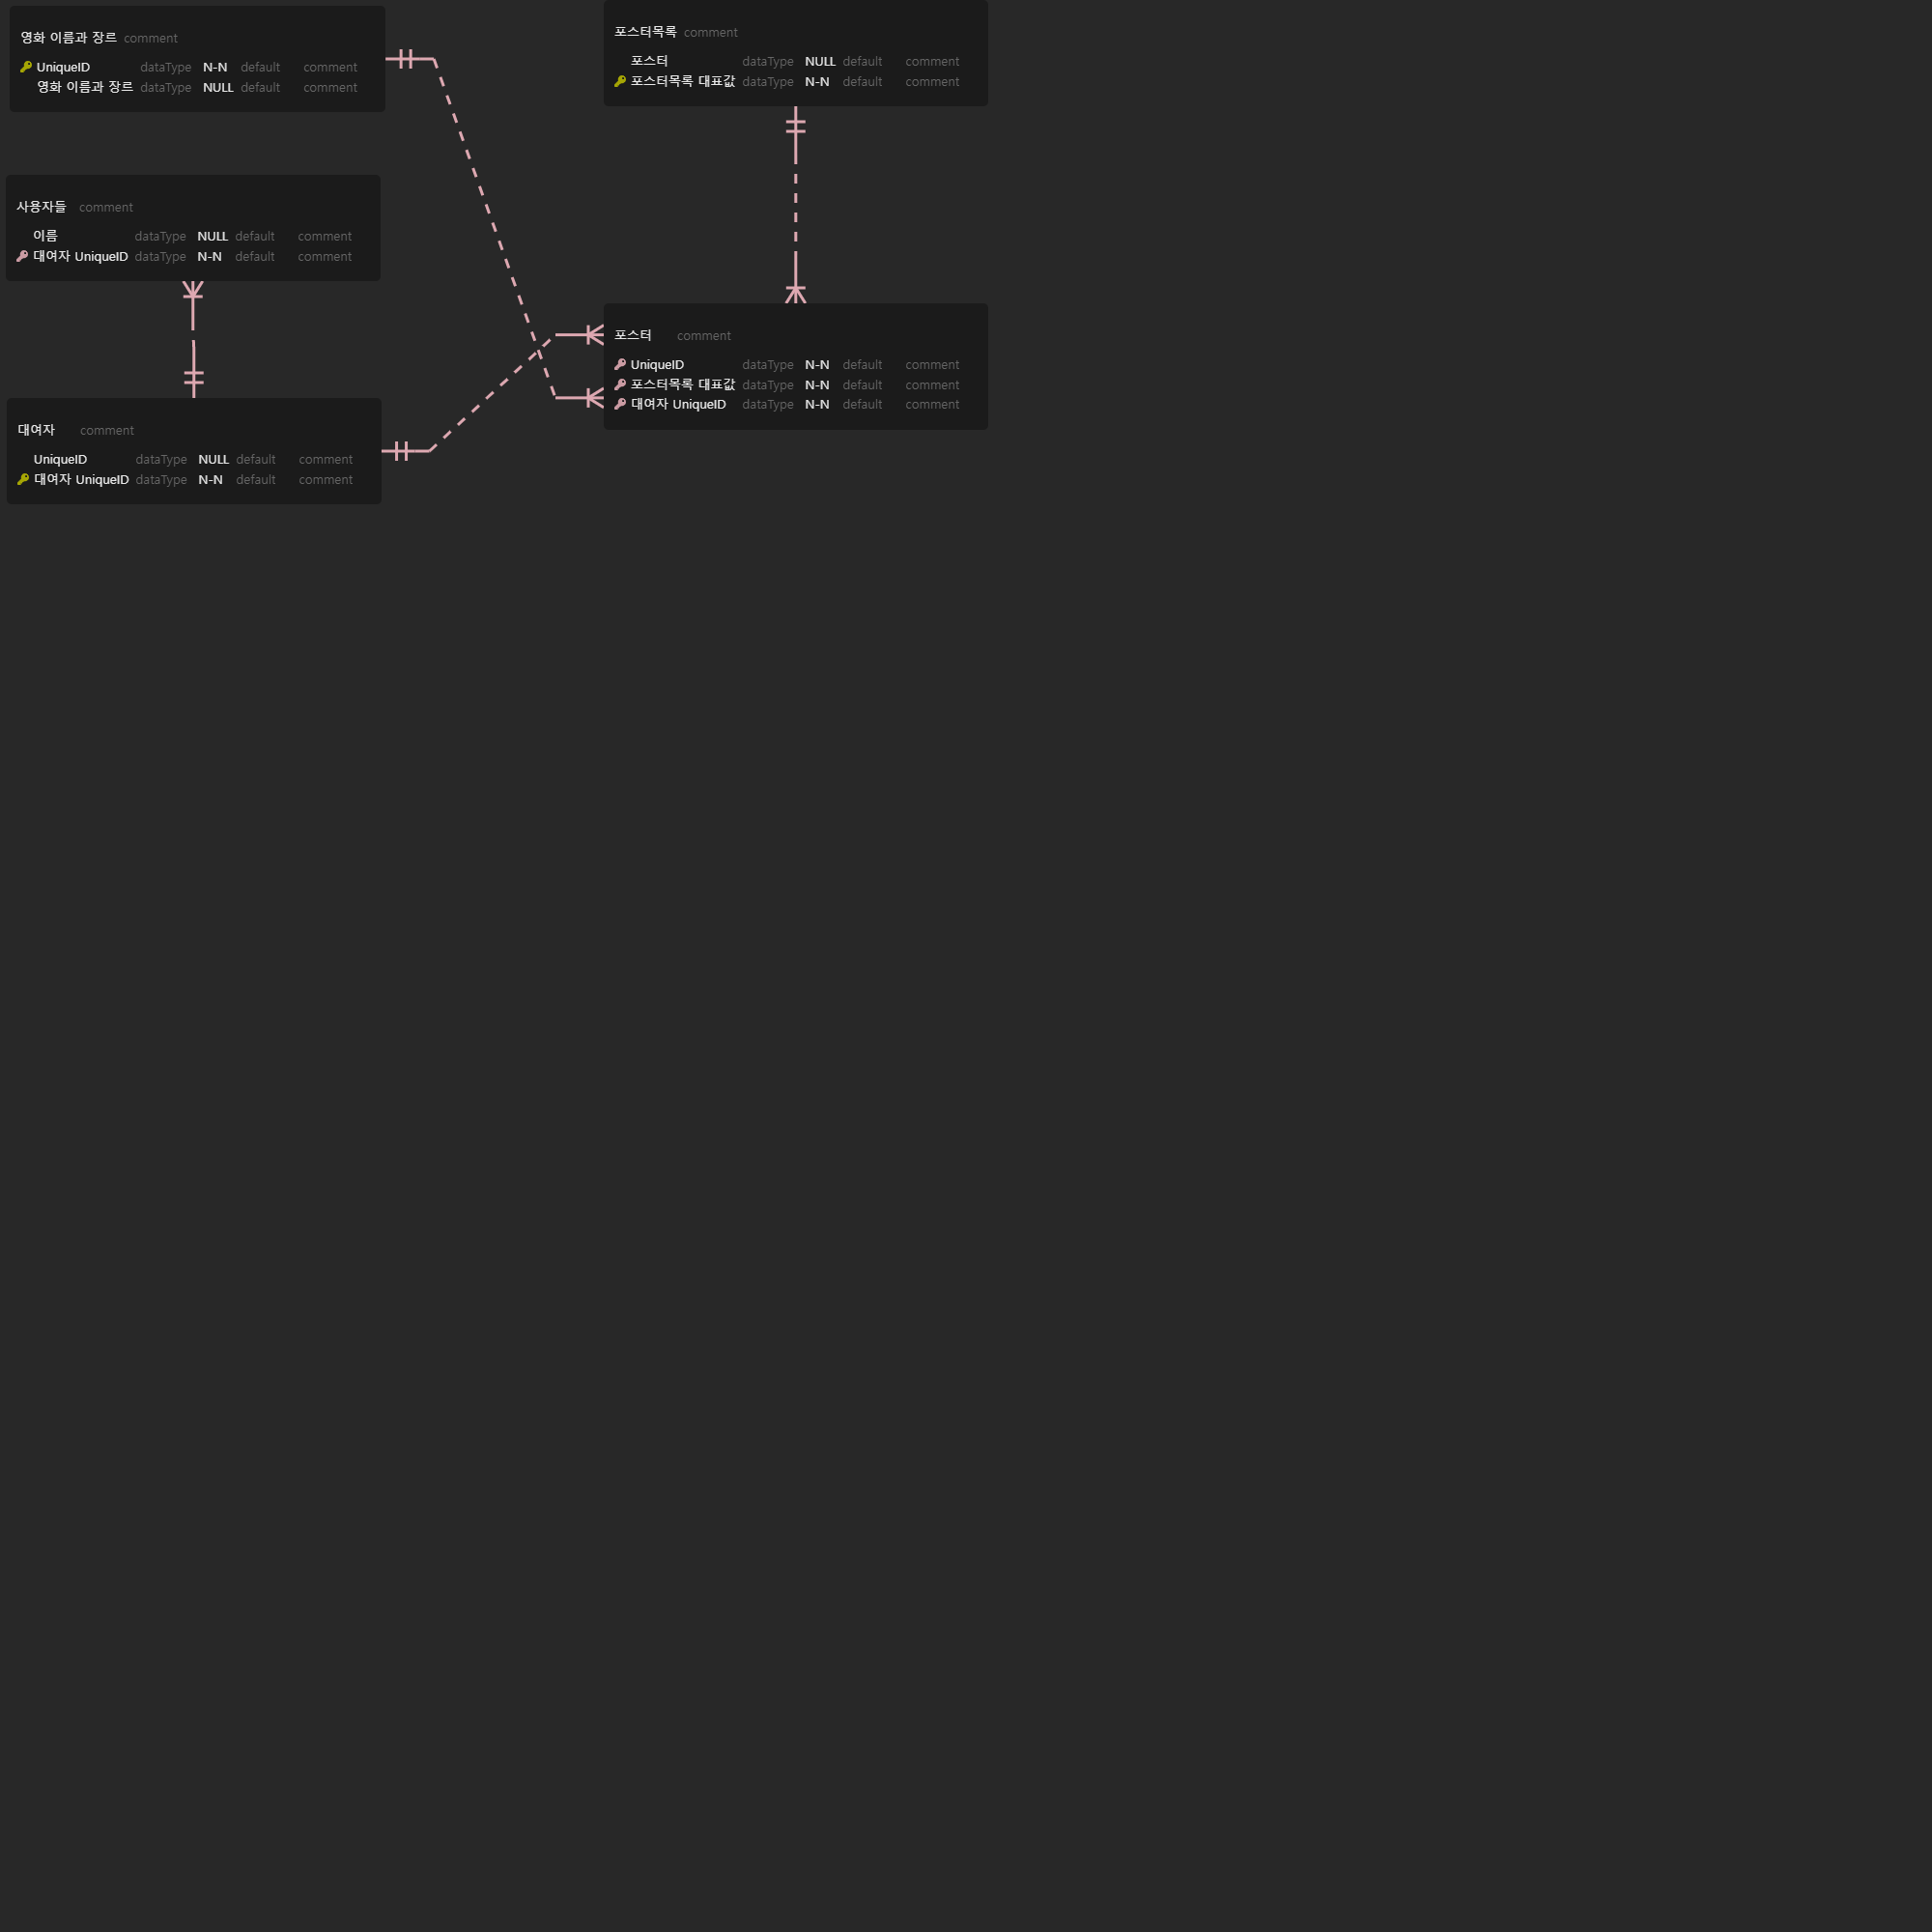 영화 이름과 장르 comment
UniqueID dataType N-N default comment
영화 이름과 장르 dataType NULL default comment
포스터목록 comment
포스터 dataType NULL default comment
포스터목록 대표값 dataType N-N default comment
사용자들 comment
이름 dataType NULL default comment
대여자 UniqueID dataType N-N default comment
포스터 comment
UniqueID dataType N-N default comment
포스터목록 대표값 dataType N-N default comment
대여자 UniqueID dataType N-N default comment
대여자 comment
UniqueID dataType NULL default comment
대여자 UniqueID dataType N-N default comment